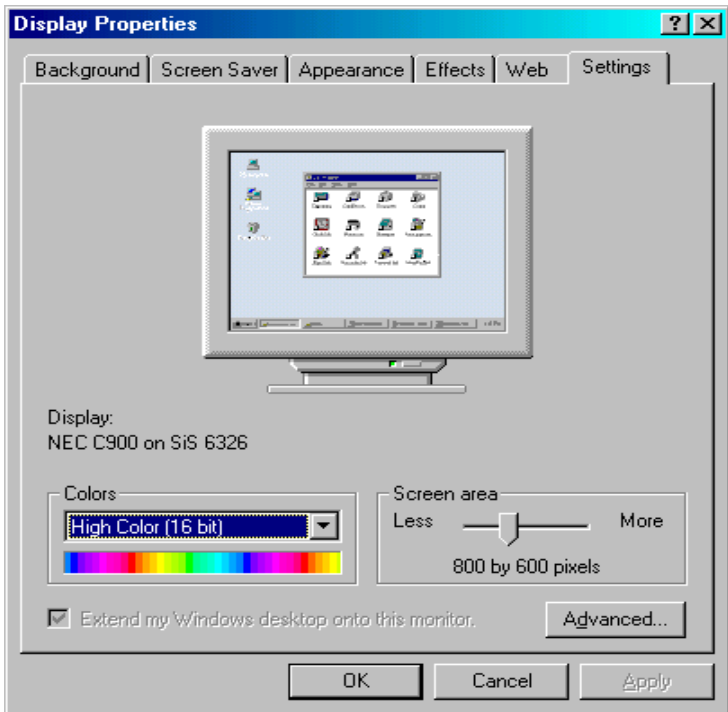 Display Properties
Background Screen Saver Appearance Effects Web Settings
Display:
NEC C900 on SiS 6326
Colors
High Color (16 bit)
Screen area
Less More
800 by 600 pixels
Extend my Windows desktop onto this monitor.
Advanced...
OK Cancel Apply